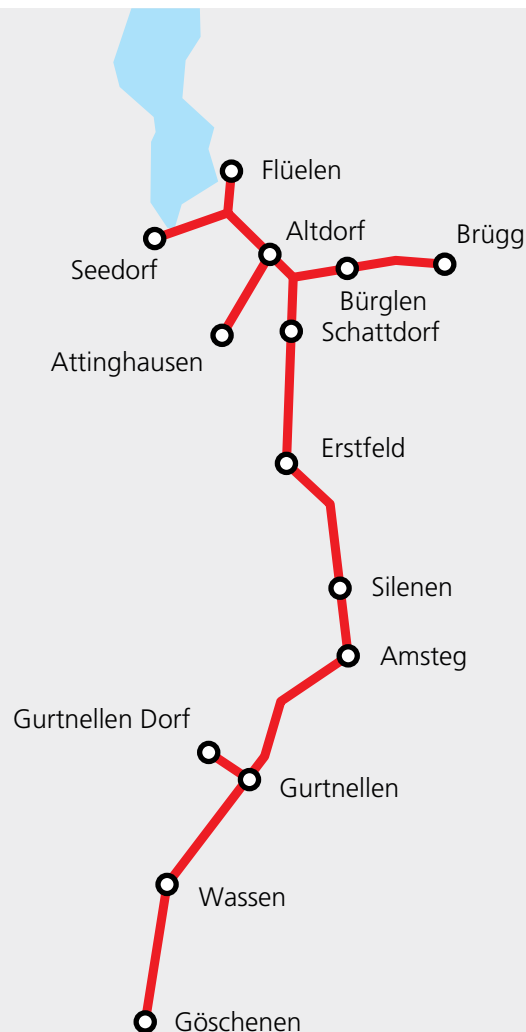 Flüelen
Altdorf
Brügg
Seedorf
Bürglen
Schattdorf
Attinghausen
Erstfeld
Silenen
Amsteg
Gurtnellen Dorf
Gurtnellen
Wassen
Göschenen